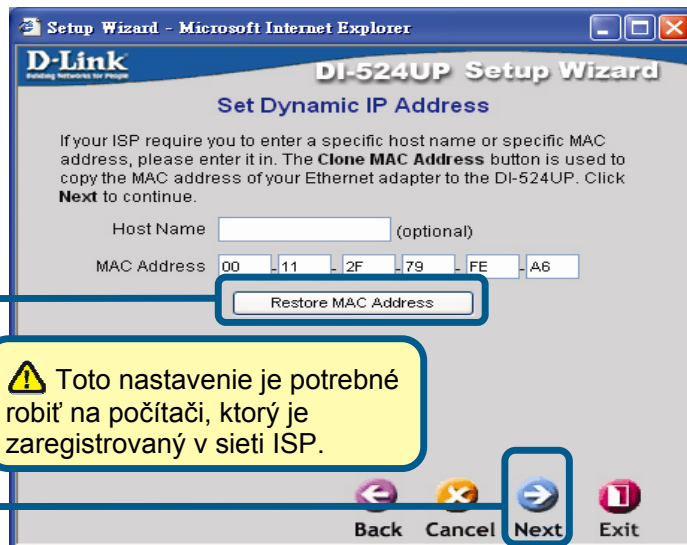 Setup Wizard - Microsoft Internet Explorer
D-Link
Building Networks for People
DI-524UP Setup Wizard
Set Dynamic IP Address
If your ISP require you to enter a specific host name or specific MAC
address, please enter it in. The Clone MAC Address button is used to
copy the MAC address of your Ethernet adapter to the DI-524UP. Click
Next to continue.
Host Name (optional)
MAC Address 00 - 11 - 2F - 79 - FE - A6
Restore MAC Address
Toto nastavenie je potrebné
robiť na počítači, ktorý je
zaregistrovaný v sieti ISP.
Back Cancel Next Exit